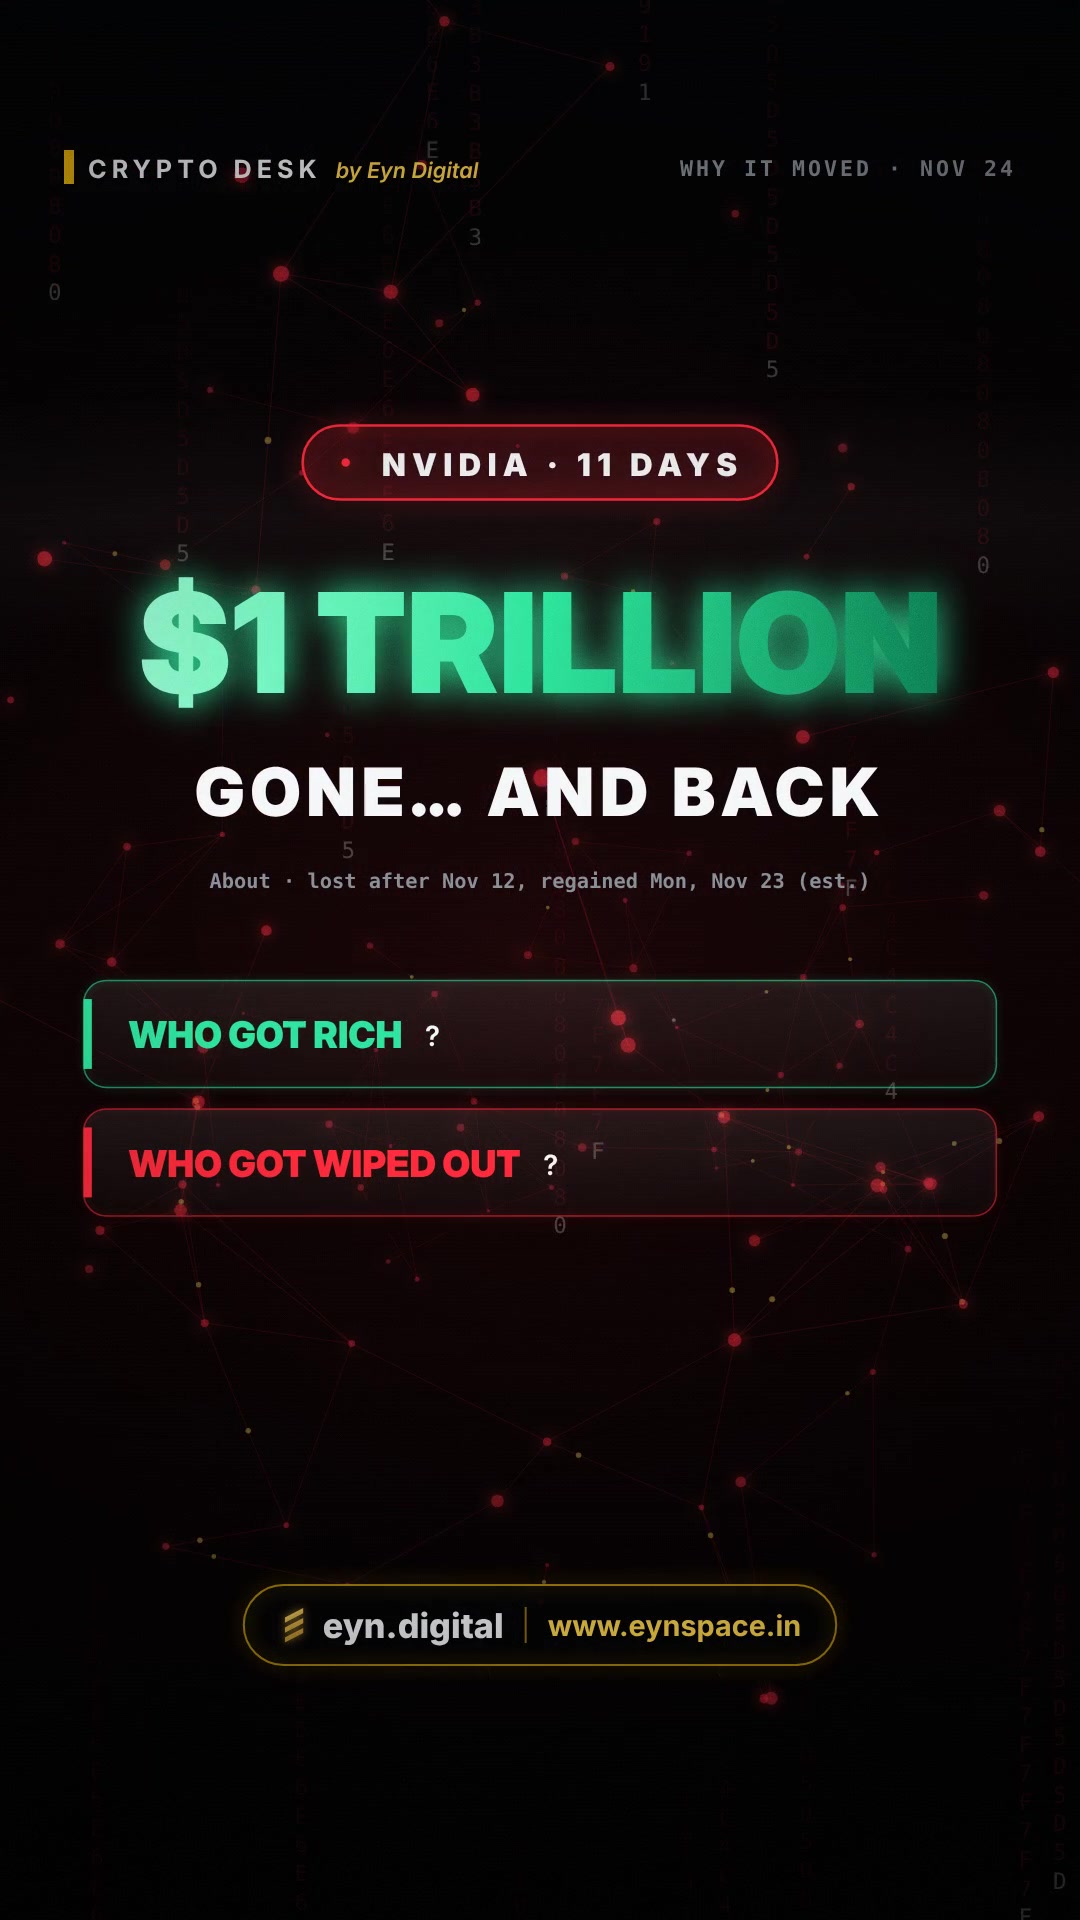 CRYPTO DESK by Eyn Digital
WHY IT MOVED · NOV 24
NVIDIA · 11 DAYS
$1 TRILLION
GONE... AND BACK
About · lost after Nov 12, regained Mon, Nov 23 (est.)
WHO GOT RICH ?
WHO GOT WIPED OUT ?
eyn.digital | www.eynspace.in